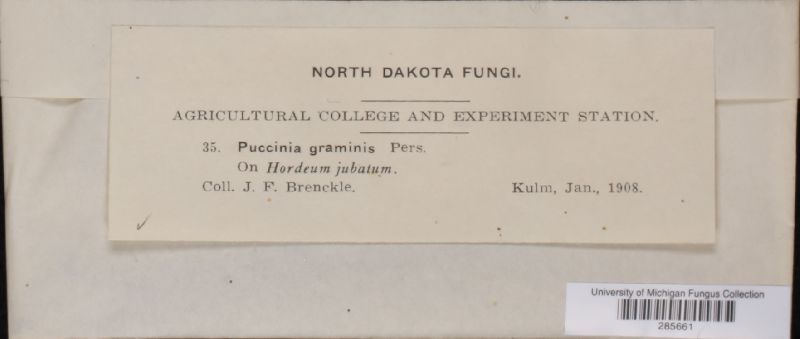 NORTH DAKOTA FUNGI.
AGRICULTURAL COLLEGE AND EXPERIMENT STATION.
35. Puccinia graminis Pers.
On Hordeum jubatum.
Coll. J. F. Brenckle. Kulm, Jan., 1908.
University of Michigan Fungus Collection
285661